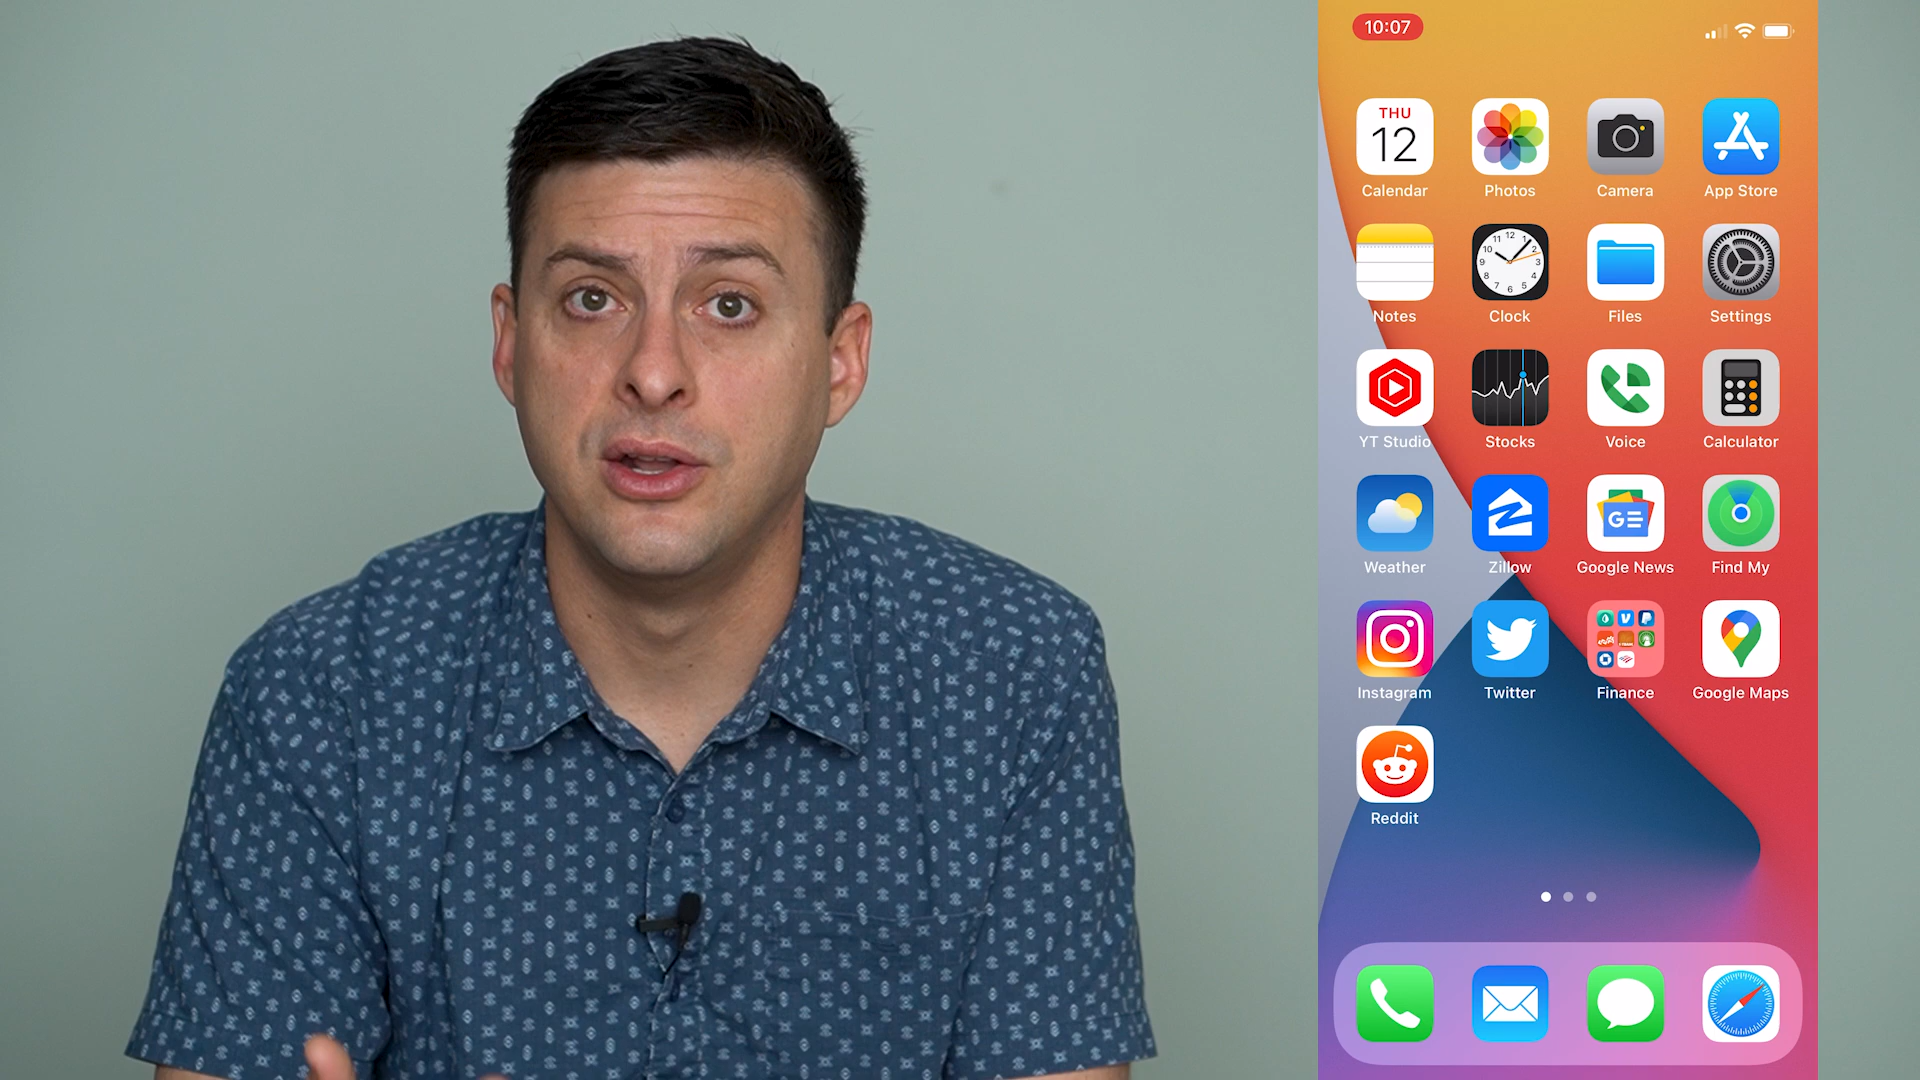 10:07
THU
12
Calendar Photos Camera App Store
Notes Clock Files Settings
YT Studio Stocks Voice Calculator
GE
Weather Zillow Google News Find My
Instagram Twitter Finance Google Maps
Reddit